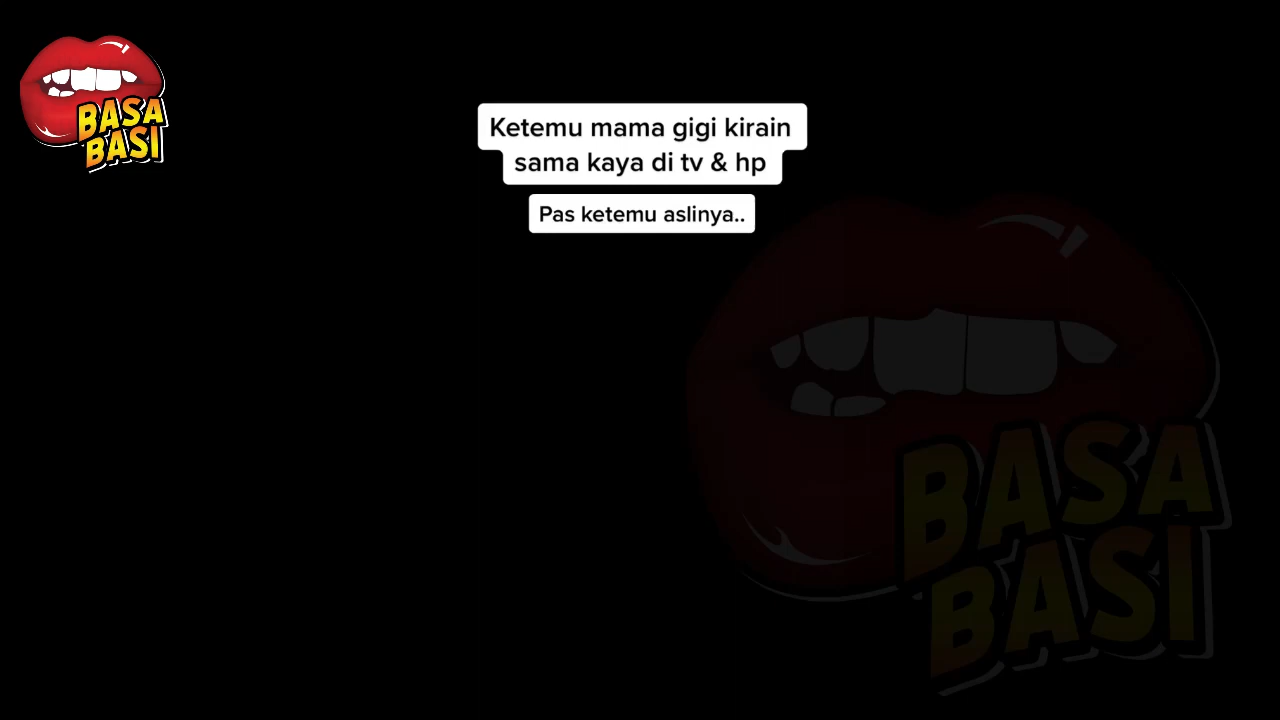 BASA
BASI
Ketemu mama gigi kirain
sama kaya di tv & hp
Pas ketemu aslinya..
BASA
BASI